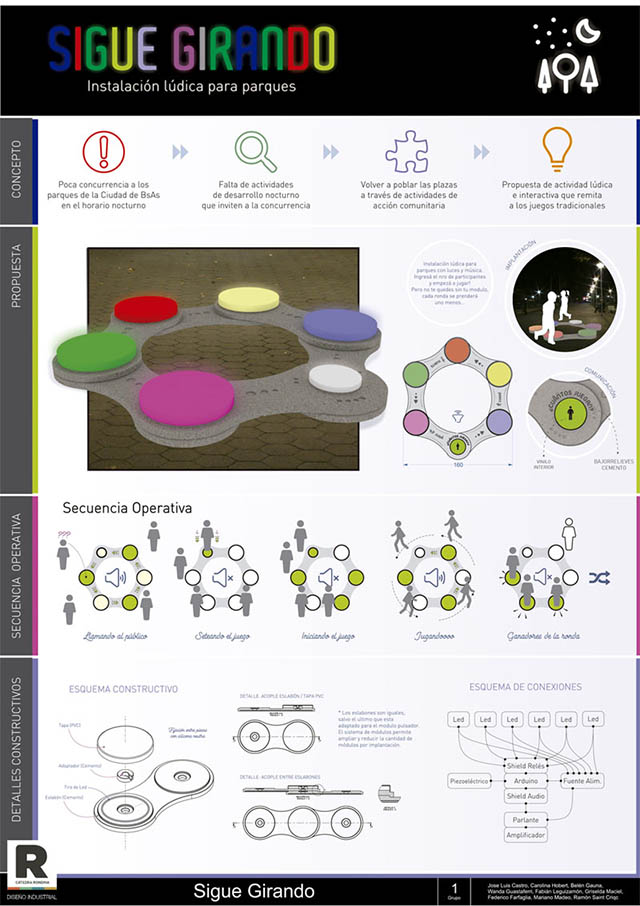 SIGUE GIRANDO
Instalación lúdica para parques
CONCEPTO
Poca concurrencia a los
parques de la Ciudad de BsAs
en el horario nocturno
Falta de actividades
de desarrollo nocturno
que inviten a la concurrencia
Volver a poblar las plazas
a través de actividades de
acción comunitaria
Propuesta de actividad lúdica
e interactiva que remita
a los juegos tradicionales
PROPUESTA
Instalación lúdica para
parques con luces y música.
Ingresá el nro de participantes
y empezá a jugar!
Pero no te quedes sin tu modulo,
cada ronda se prenderá
uno menos...
IMPLANTACIÓN
COMUNICACIÓN
¿CUÁNTOS JUEGAN?
VINILO
INTERIOR
BAJORRELIEVES
CEMENTO
160
SECUENCIA OPERATIVA
Secuencia Operativa
???
Llamando al público
Seteando el juego
Iniciando el juego
Jugandoooo
Ganadores de la ronda
DETALLES CONSTRUCTIVOS
ESQUEMA CONSTRUCTIVO
Tapa (PVC)
Fijación entre piezas
con silicona neutra
Adaptador (Cemento)
Tira de Led
Eslabón (Cemento)
DETALLE: ACOPLE ESLABÓN / TAPA PVC
* Los eslabones son iguales,
salvo el ultimo que esta
adaptado para el modulo pulsador.
El sistema de módulos permite
ampliar y reducir la cantidad de
módulos por implantación.
DETALLE: ACOPLE ENTRE ESLABONES
ESQUEMA DE CONEXIONES
Led Led Led Led Led Led
Shield Relés
Piezoeléctrico Arduino Fuente Alim.
Shield Audio
Parlante
Amplificador
R
CATEDRA RONDINA
DISEÑO INDUSTRIAL
Sigue Girando
1
Grupo
Jose Luis Castro, Carolina Hobert, Belén Gauna,
Wanda Guastafent, Fabián Leguizamón, Griselda Maciel,
Federico Farfaglia, Mariano Madeo, Ramón Saint Crisp